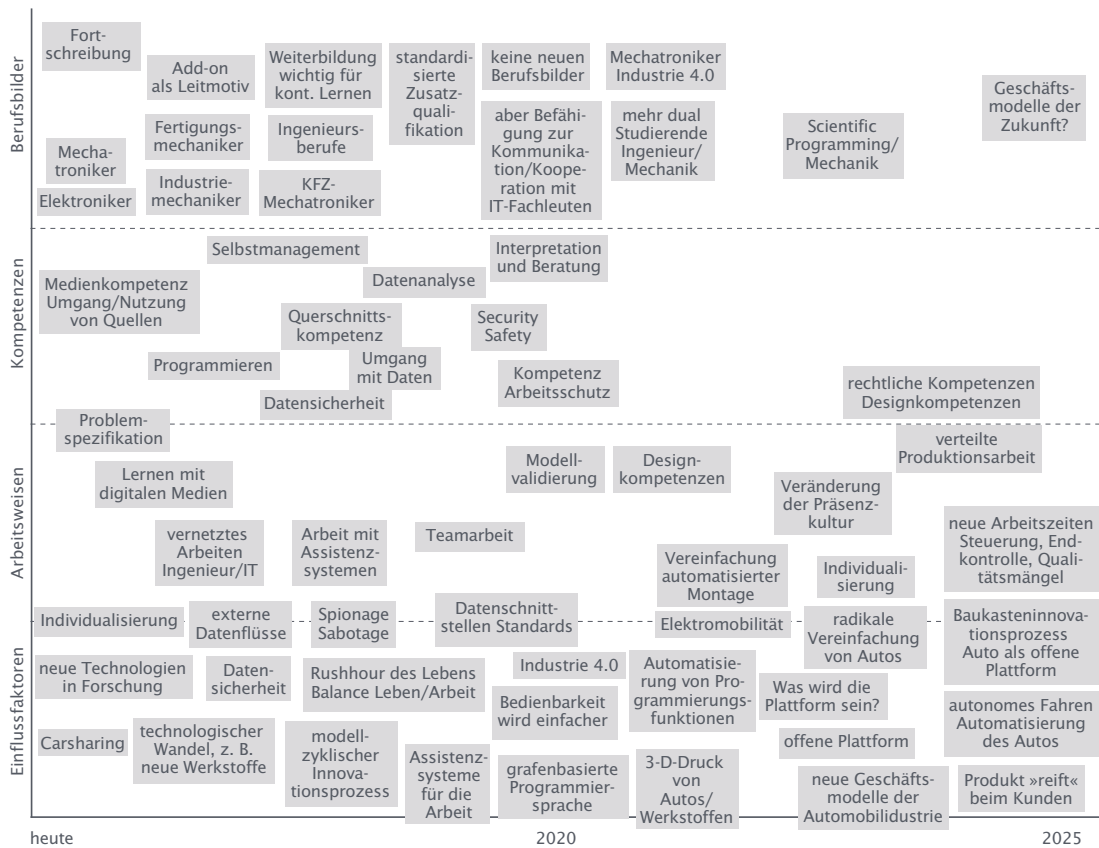 Berufsbilder
Fort-
schreibung
Add-on
als Leitmotiv
Weiterbildung
wichtig für
kont. Lernen
standardi-
sierte
Zusatz-
quali-
fikation
keine neuen
Berufsbilder
Mechatroniker
Industrie 4.0
Geschäfts-
modelle der
Zukunft?
Mecha-
troniker
Fertigungs-
mechaniker
Ingenieurs-
berufe
aber Befähi-
gung zur
Kommunika-
tion/Koope-
ration mit
IT-Fachleuten
mehr dual
Studierende
Ingenieur/
Mechanik
Scientific
Programming/
Mechanik
Elektroniker
Industrie-
mechaniker
KFZ-
Mechatroniker
Kompetenzen
Selbstmanagement
Interpretation
und Beratung
Medienkompetenz
Umgang/Nutzung
von Quellen
Datenanalyse
Querschnitts-
kompetenz
Security
Safety
Programmieren
Umgang
mit Daten
Kompetenz
Arbeitsschutz
Datensicherheit
rechtliche Kompetenzen
Designkompetenzen
Problem-
spezifikation
Arbeitsweisen
verteilte
Produktionsarbeit
Lernen mit
digitalen Medien
Modell-
validierung
Design-
kompetenzen
Veränderung
der Präsenz-
kultur
vernetztes
Arbeiten
Ingenieur/IT
Arbeit mit
Assistenz-
systemen
Teamarbeit
neue Arbeitszeiten
Steuerung, End-
kontrolle, Quali-
tätsmängel
Vereinfachung
automatisierter
Montage
Individuali-
sierung
Individualisierung
externe
Datenflüsse
Spionage
Sabotage
Datenschnitt-
stellen Standards
Elektromobilität
radikale
Vereinfachung
von Autos
Baukasteninnova-
tionsprozess
Auto als offene
Plattform
Einflussfaktoren
neue Technologien
in Forschung
Daten-
sicherheit
Rushhour des Lebens
Balance Leben/Arbeit
Industrie 4.0
Automatisie-
rung von Pro-
grammierungs-
funktionen
Was wird die
Plattform sein?
Bedienbarkeit
wird einfacher
autonomes Fahren
Automatisierung
des Autos
Carsharing
technologischer
Wandel, z. B.
neue Werkstoffe
modell-
zyklischer
Innova-
tionsprozess
offene Plattform
Assistenz-
systeme
für die
Arbeit
grafenbasierte
Programmier-
sprache
3-D-Druck
von
Autos/
Werkstoffen
neue Geschäfts-
modelle der
Automobilidustrie
Produkt »reift«
beim Kunden
heute
2020
2025